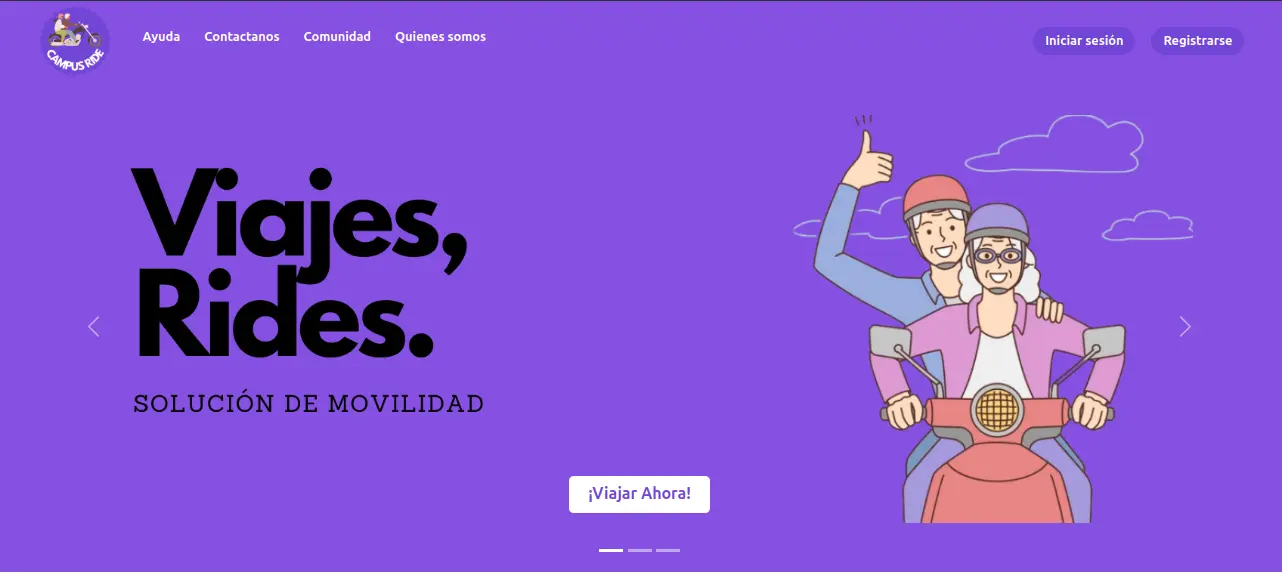 CAMPUS RIDE
Ayuda
Contactanos
Comunidad
Quienes somos
Iniciar sesión
Registrarse
Viajes,
Rides.
SOLUCIÓN DE MOVILIDAD
¡Viajar Ahora!